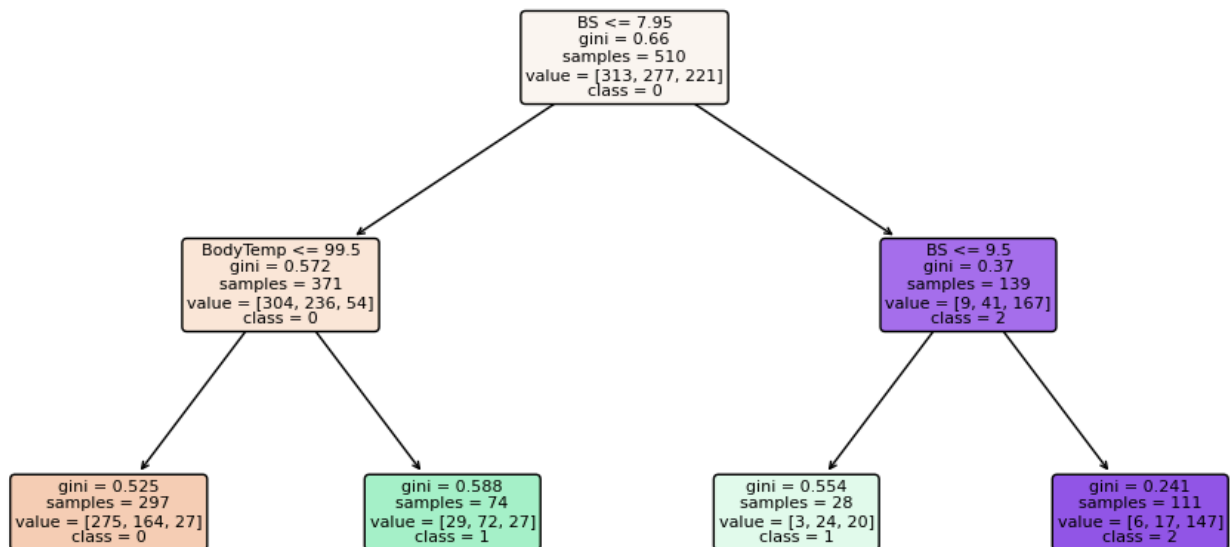 BS <= 7.95
gini = 0.66
samples = 510
value = [313, 277, 221]
class = 0
BodyTemp <= 99.5
gini = 0.572
samples = 371
value = [304, 236, 54]
class = 0
BS <= 9.5
gini = 0.37
samples = 139
value = [9, 41, 167]
class = 2
gini = 0.525
samples = 297
value = [275, 164, 27]
class = 0
gini = 0.588
samples = 74
value = [29, 72, 27]
class = 1
gini = 0.554
samples = 28
value = [3, 24, 20]
class = 1
gini = 0.241
samples = 111
value = [6, 17, 147]
class = 2